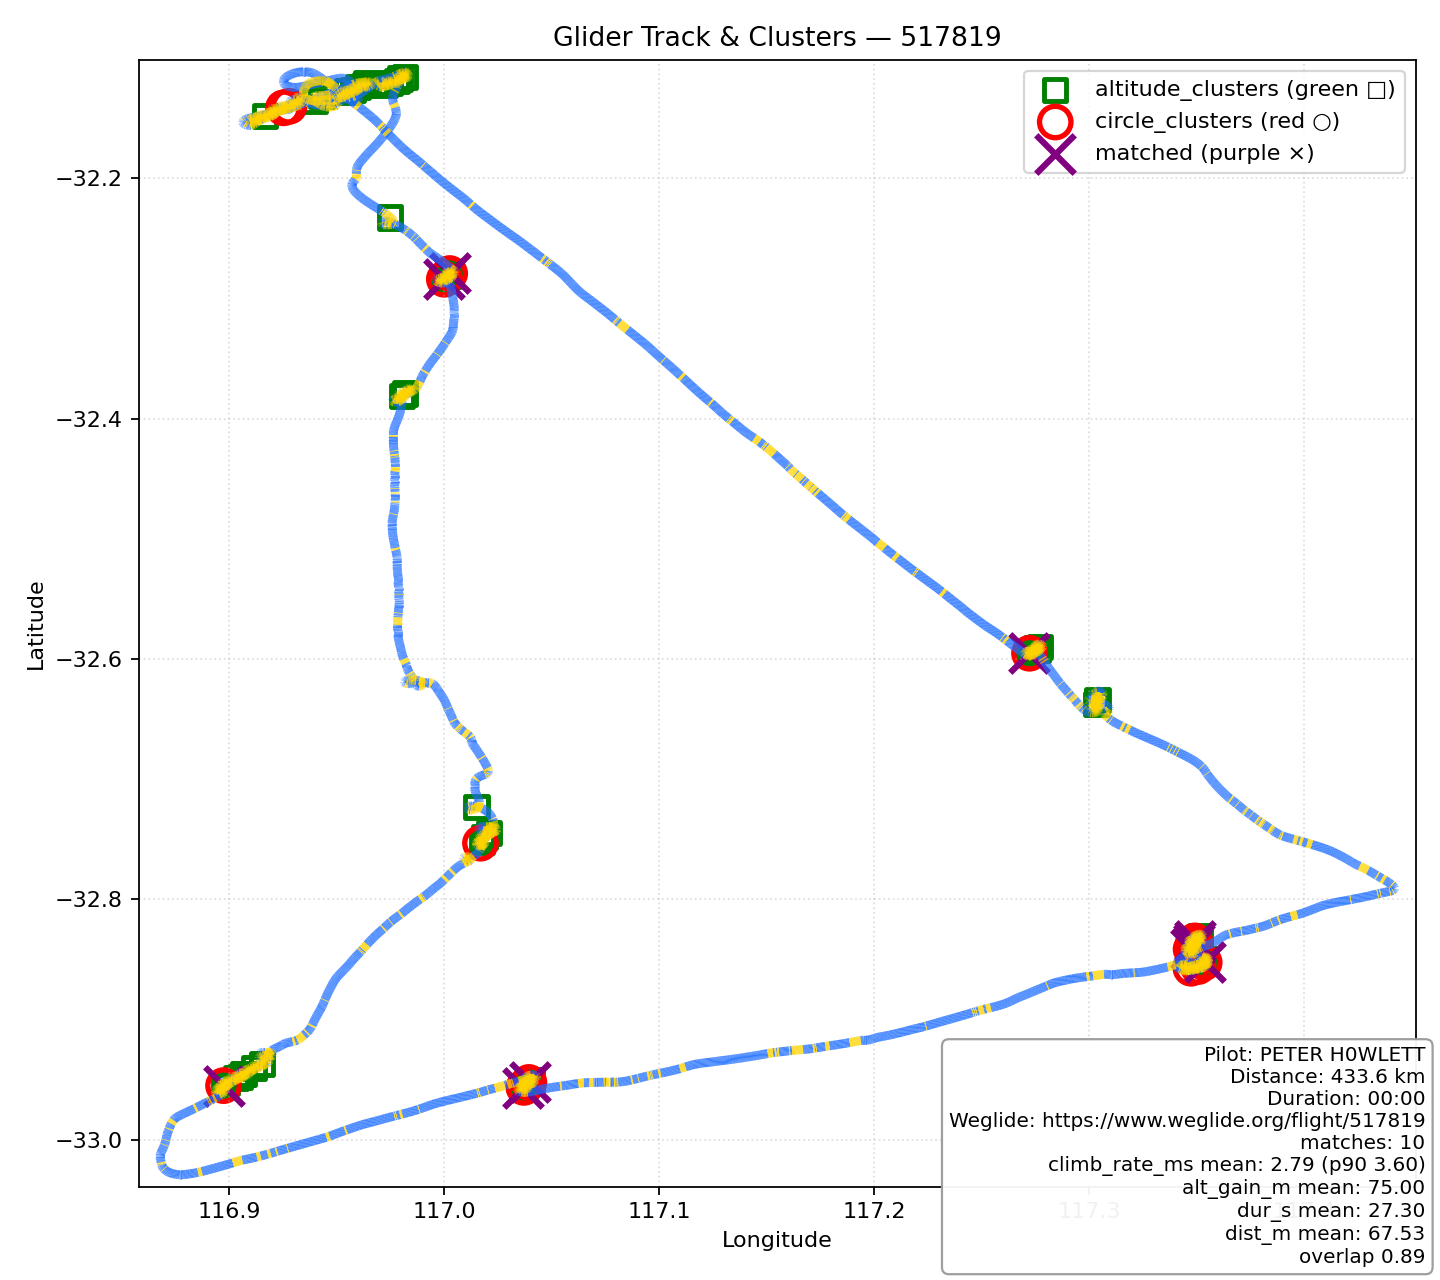 Glider Track & Clusters — 517819
altitude_clusters (green □)
circle_clusters (red ○)
matched (purple ×)
Latitude
−32.2
−32.4
−32.6
−32.8
−33.0
116.9
117.0
117.1
117.2
117.3
Longitude
Pilot: PETER H0WLETT
Distance: 433.6 km
Duration: 00:00
Weglide: https://www.weglide.org/flight/517819
matches: 10
climb_rate_ms mean: 2.79 (p90 3.60)
alt_gain_m mean: 75.00
dur_s mean: 27.30
dist_m mean: 67.53
overlap 0.89